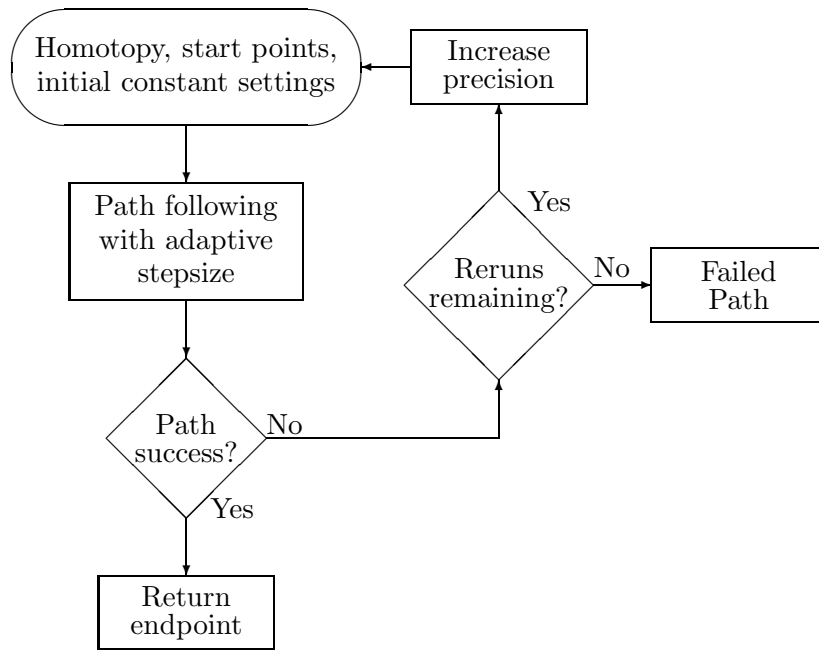 Homotopy, start points,
initial constant settings
Increase
precision
Path following
with adaptive
stepsize
Yes
Reruns
remaining?
No
Failed
Path
Path
success?
No
Yes
Return
endpoint